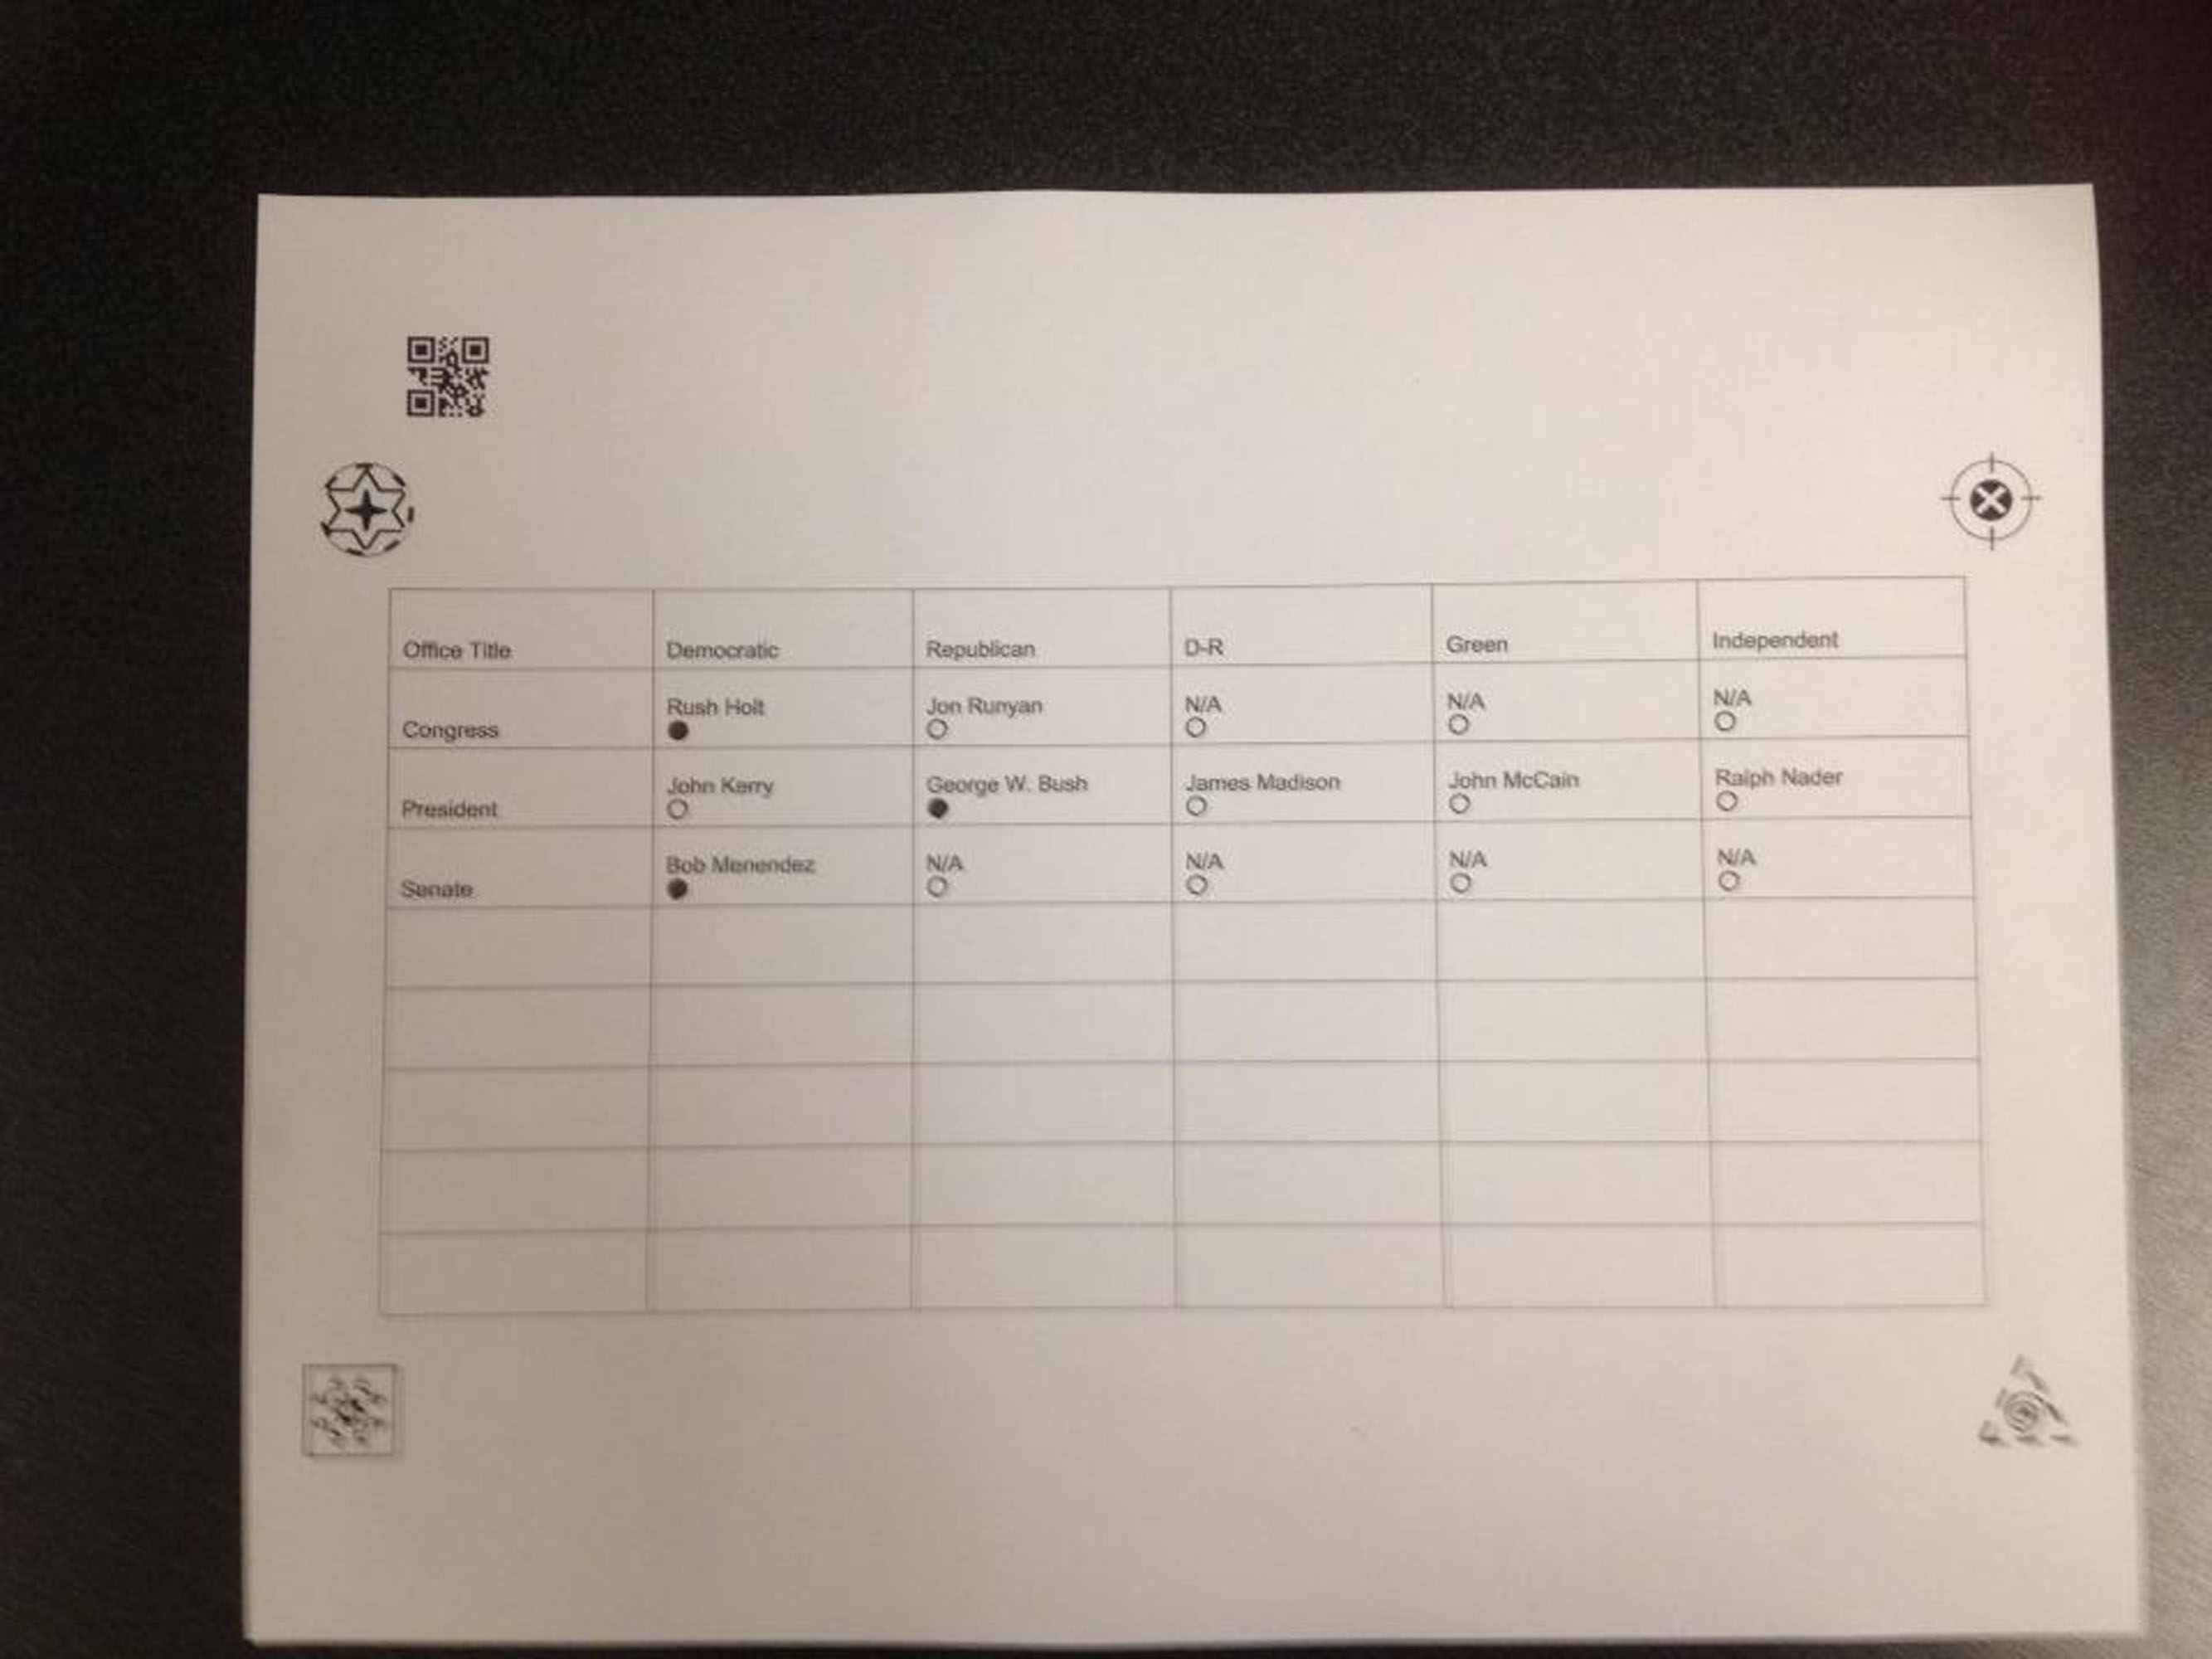 Office Title Democratic Republican D-R Green Independent
Rush Holt Jon Runyan N/A N/A N/A
Congress
John Kerry George W. Bush James Madison John McCain Ralph Nader
President
Bob Menendez N/A N/A N/A N/A
Senate